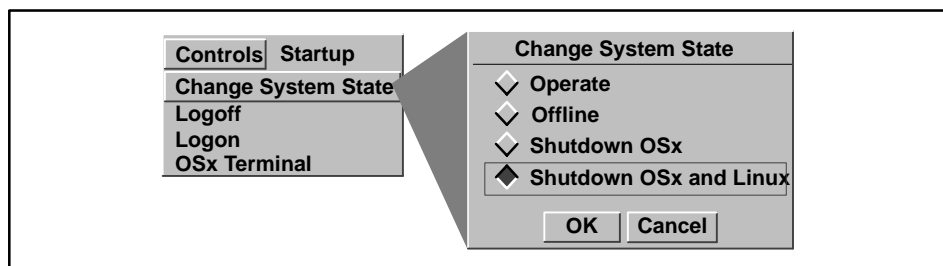 Controls Startup
Change System State
Logoff
Logon
OSx Terminal
Change System State
Operate
Offline
Shutdown OSx
Shutdown OSx and Linux
OK Cancel